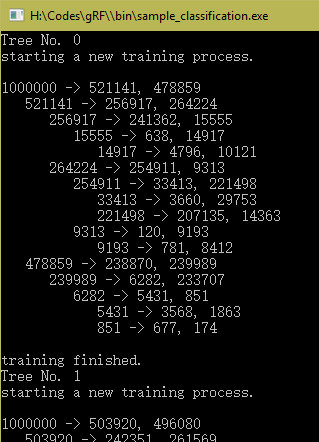 H:\Codes\gRF\\bin\sample_classification.exe
Tree No. 0
starting a new training process.
1000000 -> 521141, 478859
521141 -> 256917, 264224
256917 -> 241362, 15555
15555 -> 638, 14917
14917 -> 4796, 10121
264224 -> 254911, 9313
254911 -> 33413, 221498
33413 -> 3660, 29753
221498 -> 207135, 14363
9313 -> 120, 9193
9193 -> 781, 8412
478859 -> 238870, 239989
239989 -> 6282, 233707
6282 -> 5431, 851
5431 -> 3568, 1863
851 -> 677, 174
training finished.
Tree No. 1
starting a new training process.
1000000 -> 503920, 496080
503920 -> 242351, 261569